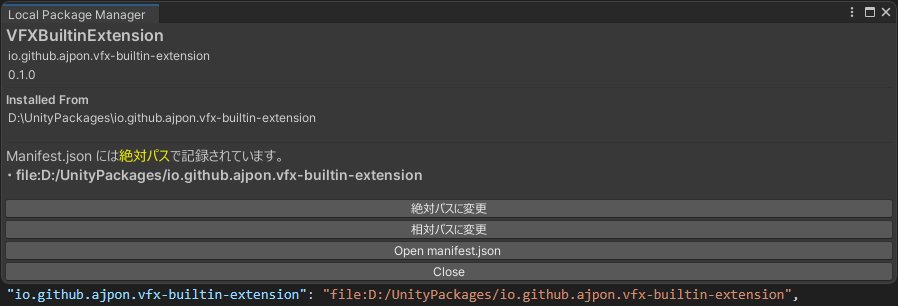 Local Package Manager
VFXBuiltinExtension
io.github.ajpon.vfx-builtin-extension
0.1.0
Installed From
D:\UnityPackages\io.github.ajpon.vfx-builtin-extension
Manifest.json には絶対パスで記録されています。
・file:D:/UnityPackages/io.github.ajpon.vfx-builtin-extension
絶対パスに変更
相対パスに変更
Open manifest.json
Close
"io.github.ajpon.vfx-builtin-extension": "file:D:/UnityPackages/io.github.ajpon.vfx-builtin-extension",